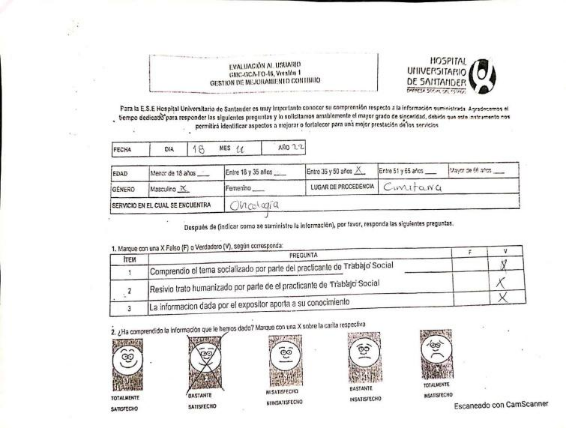 EVALUACIÓN AL USUARIO
GESTIÓN DE MEJORAMIENTO CONTINUO
HOSPITAL
UNIVERSITARIO
DE SANTANDER
EMPRESA SOCIAL DEL ESTADO
Para la E.S.E Hospital Universitario de Santander es muy importante conocer su comprensión respecto a la información suministrada. Agradecemos el
tiempo dedicado para responder las siguientes preguntas y lo solicitamos amablemente el mayor grado de sinceridad, debido que este instrumento nos
permitirá identificar aspectos a mejorar o fortalecer para una mejor prestación de los servicios
FECHA DIA 18 MES 11 AÑO 22
EDAD Menor de 18 años ___ Entre 18 y 35 años ___ Entre 35 y 50 años X Entre 51 y 65 años ___ Mayor de 66 años ___
GÉNERO Masculino X Femenino ___ LUGAR DE PROCEDENCIA Cimitarra
SERVICIO EN EL CUAL SE ENCUENTRA Oncología
Después de (indicar como se suministro la información), por favor, responda las siguientes preguntas.
1. Marque con una X Falso (F) o Verdadero (V), según corresponda:
ÍTEM PREGUNTA F V
1 Comprendio el tema socializado por parte del practicante de Trabajo Social X
2 Resivio trato humanizado por parte de el practicante de Trabajo Social X
3 La informacion dada por el expositor aporta a su conocimiento X
2. ¿Ha comprendido la información que le hemos dado? Marque con una X sobre la carita respectiva
TOTALMENTE SATISFECHO
BASTANTE SATISFECHO
NI SATISFECHO NI INSATISFECHO
BASTANTE INSATISFECHO
TOTALMENTE INSATISFECHO
Escaneado con CamScanner